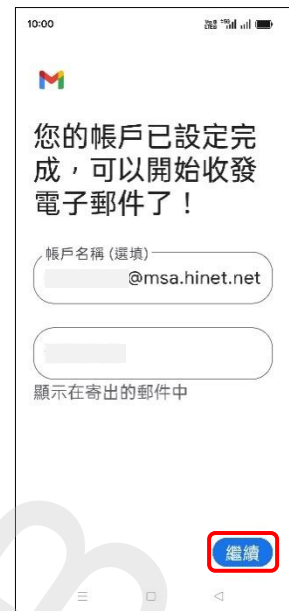 10:00
您的帳戶已設定完
成，可以開始收發
電子郵件了！
帳戶名稱 (選填)
@msa.hinet.net
顯示在寄出的郵件中
繼續